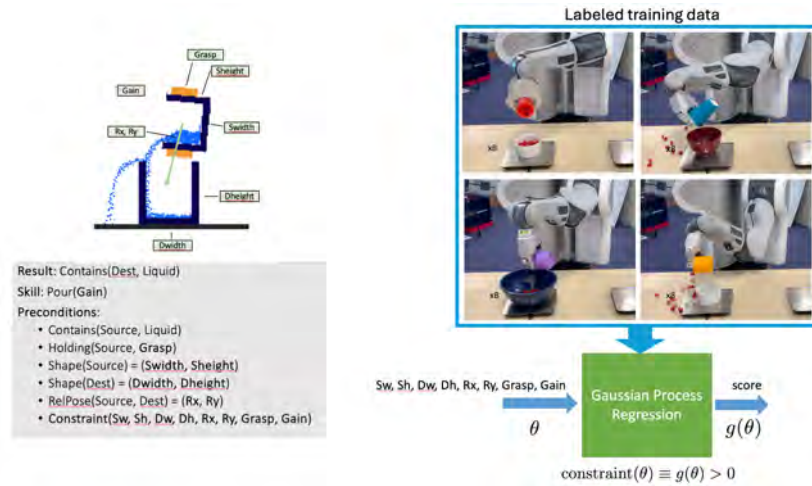 Grasp
Sheight
Gain
Rx, Ry
Swidth
Dheight
Dwidth
Result: Contains(Dest, Liquid)
Skill: Pour(Gain)
Preconditions:
• Contains(Source, Liquid)
• Holding(Source, Grasp)
• Shape(Source) = (Swidth, Sheight)
• Shape(Dest) = (Dwidth, Dheight)
• RelPose(Source, Dest) = (Rx, Ry)
• Constraint(Sw, Sh, Dw, Dh, Rx, Ry, Grasp, Gain)
Labeled training data
x8
x8
x8
x8
Sw, Sh, Dw, Dh, Rx, Ry, Grasp, Gain
θ
Gaussian Process
Regression
score
g(θ)
constraint(θ) ≡ g(θ) > 0